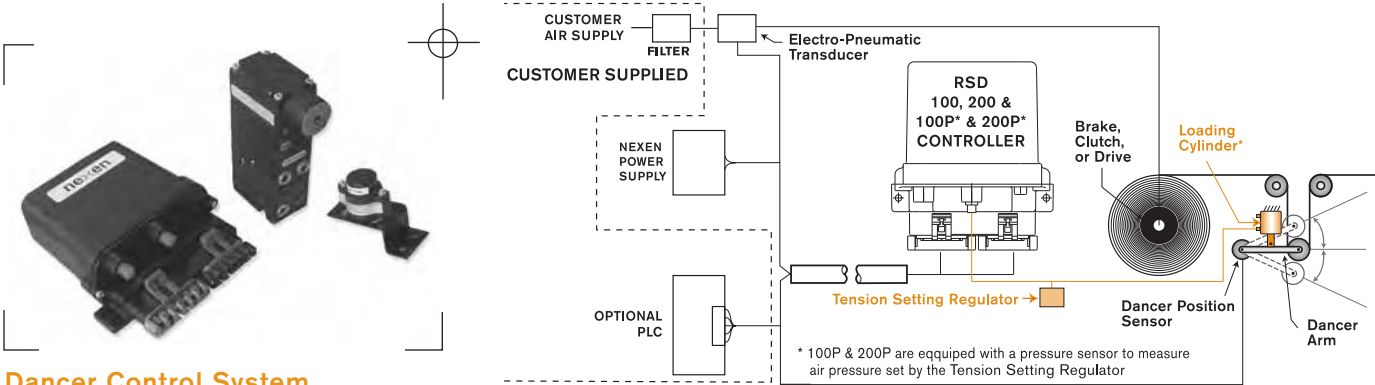 nexen
Dancer Control System
CUSTOMER
AIR SUPPLY
FILTER
Electro-Pneumatic
Transducer
CUSTOMER SUPPLIED
NEXEN
POWER
SUPPLY
RSD
100, 200 &
100P* & 200P*
CONTROLLER
Brake,
Clutch,
or Drive
Loading
Cylinder*
OPTIONAL
PLC
Tension Setting Regulator
Dancer Position
Sensor
Dancer
Arm
* 100P & 200P are eqquiped with a pressure sensor to measure
air pressure set by the Tension Setting Regulator